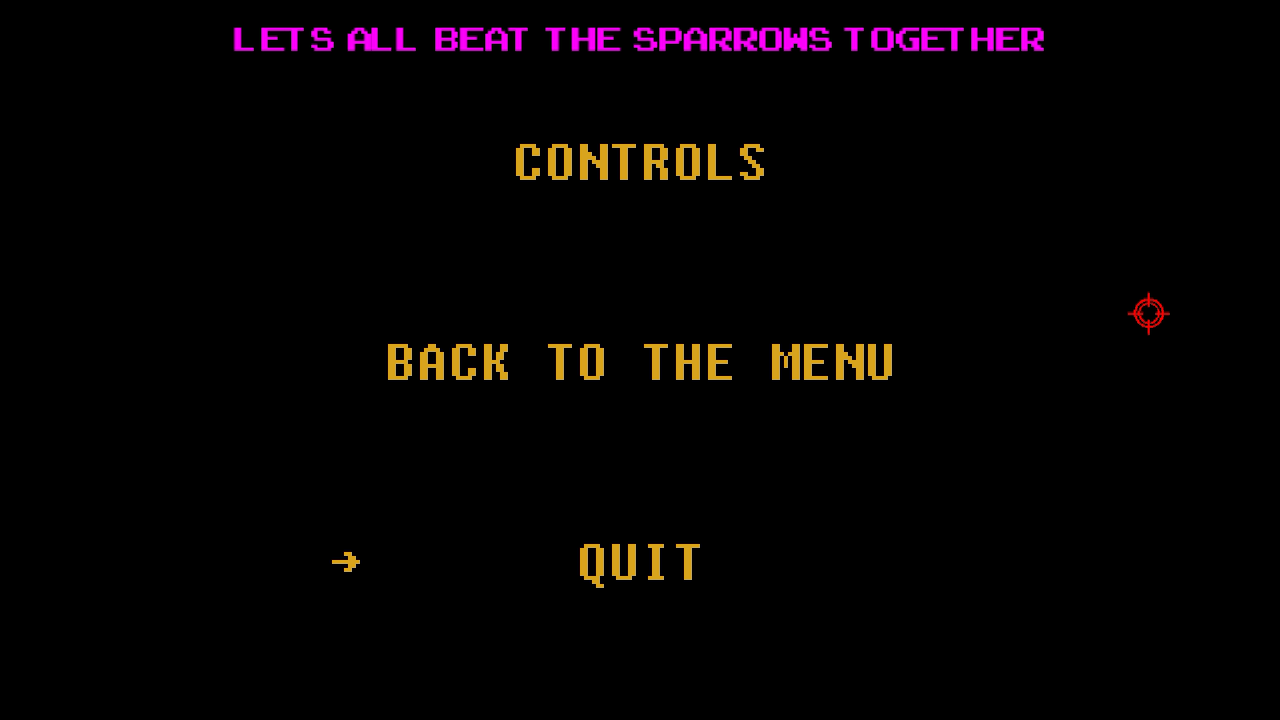 LETS ALL BEAT THE SPARROWS TOGETHER
CONTROLS
BACK TO THE MENU
QUIT